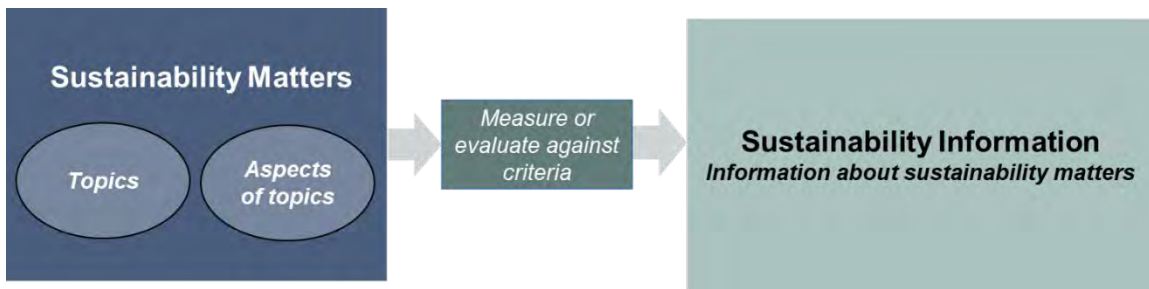 Sustainability Matters
Topics
Aspects
of topics
Measure or
evaluate against
criteria
Sustainability Information
Information about sustainability matters